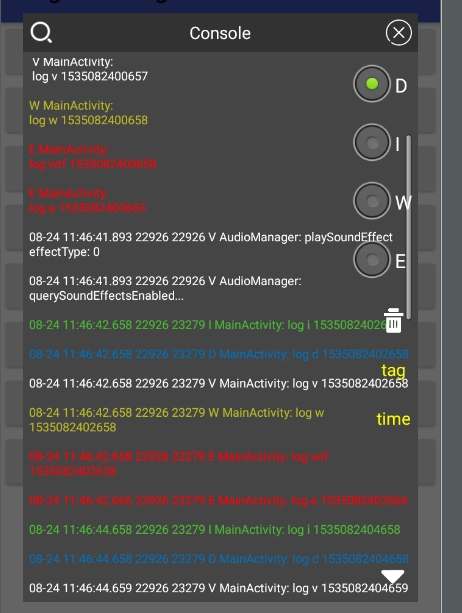 Console
V MainActivity:
log v 1535082400657
D
W MainActivity:
log w 1535082400658
I
E MainActivity:
log wtf 1535082400658
E MainActivity:
log e 1535082400663
W
08-24 11:46:41.893 22926 22926 V AudioManager: playSoundEffect
effectType: 0
E
08-24 11:46:41.893 22926 22926 V AudioManager:
querySoundEffectsEnabled...
08-24 11:46:42.658 22926 23279 I MainActivity: log i
08-24 11:46:42.658 22926 23279 D MainActivity: log d 1535082402658
tag
08-24 11:46:42.658 22926 23279 V MainActivity: log v 1535082402658
08-24 11:46:42.658 22926 23279 W MainActivity: log w
1535082402658
time
08-24 11:46:42.658 22926 23279 E MainActivity: log wtf
1535082402658
08-24 11:46:42.666 22926 23279 E MainActivity: log e 1535082402666
08-24 11:46:44.658 22926 23279 I MainActivity: log i 1535082404658
08-24 11:46:44.658 22926 23279 D MainActivity: log d 1535082404658
08-24 11:46:44.659 22926 23279 V MainActivity: log v 1535082404659